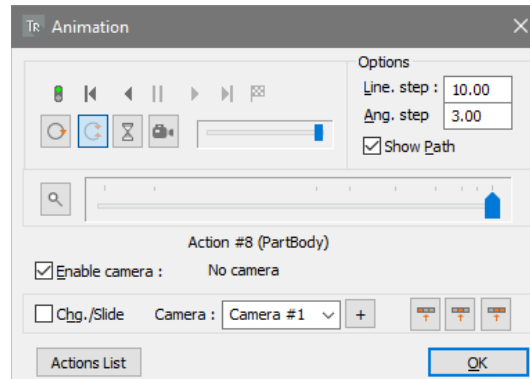 TR Animation
Options
Line. step : 10.00
Ang. step 3.00
Show Path
Action #8 (PartBody)
Enable camera : No camera
Chg./Slide Camera : Camera #1 +
Actions List OK